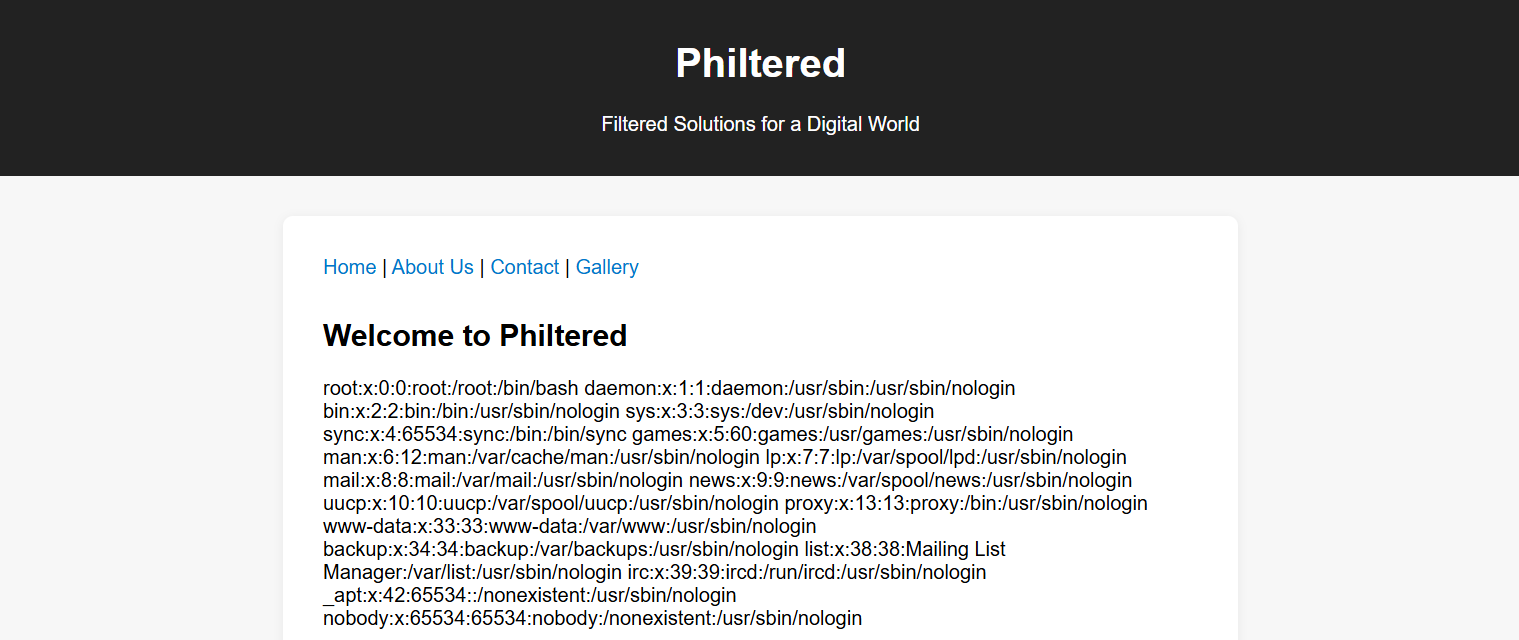 Philtered
Filtered Solutions for a Digital World
Home | About Us | Contact | Gallery
Welcome to Philtered
root:x:0:0:root:/root:/bin/bash daemon:x:1:1:daemon:/usr/sbin:/usr/sbin/nologin
bin:x:2:2:bin:/bin:/usr/sbin/nologin sys:x:3:3:sys:/dev:/usr/sbin/nologin
sync:x:4:65534:sync:/bin:/bin/sync games:x:5:60:games:/usr/games:/usr/sbin/nologin
man:x:6:12:man:/var/cache/man:/usr/sbin/nologin lp:x:7:7:lp:/var/spool/lpd:/usr/sbin/nologin
mail:x:8:8:mail:/var/mail:/usr/sbin/nologin news:x:9:9:news:/var/spool/news:/usr/sbin/nologin
uucp:x:10:10:uucp:/var/spool/uucp:/usr/sbin/nologin proxy:x:13:13:proxy:/bin:/usr/sbin/nologin
www-data:x:33:33:www-data:/var/www:/usr/sbin/nologin
backup:x:34:34:backup:/var/backups:/usr/sbin/nologin list:x:38:38:Mailing List
Manager:/var/list:/usr/sbin/nologin irc:x:39:39:ircd:/run/ircd:/usr/sbin/nologin
_apt:x:42:65534::/nonexistent:/usr/sbin/nologin
nobody:x:65534:65534:nobody:/nonexistent:/usr/sbin/nologin